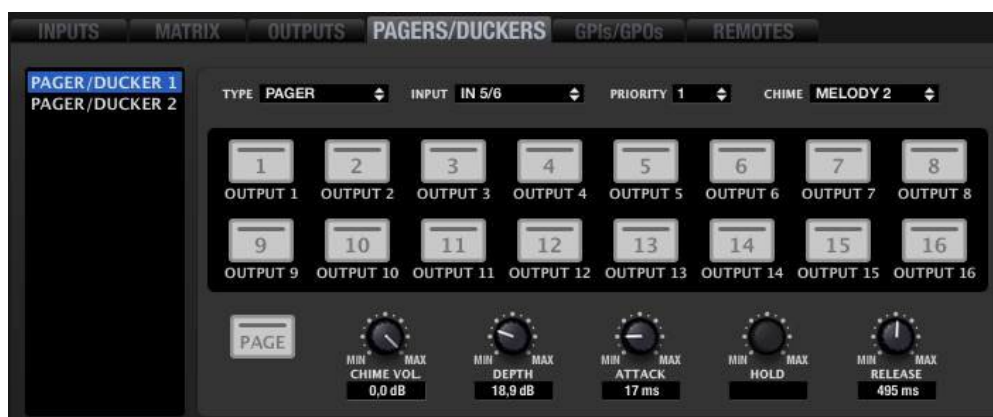 INPUTS MATRIX OUTPUTS PAGERS/DUCKERS GPIs/GPOs REMOTES
PAGER/DUCKER 1
PAGER/DUCKER 2
TYPE PAGER INPUT IN 5/6 PRIORITY 1 CHIME MELODY 2
1 2 3 4 5 6 7 8
OUTPUT 1 OUTPUT 2 OUTPUT 3 OUTPUT 4 OUTPUT 5 OUTPUT 6 OUTPUT 7 OUTPUT 8
9 10 11 12 13 14 15 16
OUTPUT 9 OUTPUT 10 OUTPUT 11 OUTPUT 12 OUTPUT 13 OUTPUT 14 OUTPUT 15 OUTPUT 16
PAGE
MIN MAX MIN MAX MIN MAX MIN MAX MIN MAX
CHIME VOL. DEPTH ATTACK HOLD RELEASE
0,0 dB 18,9 dB 17 ms 495 ms